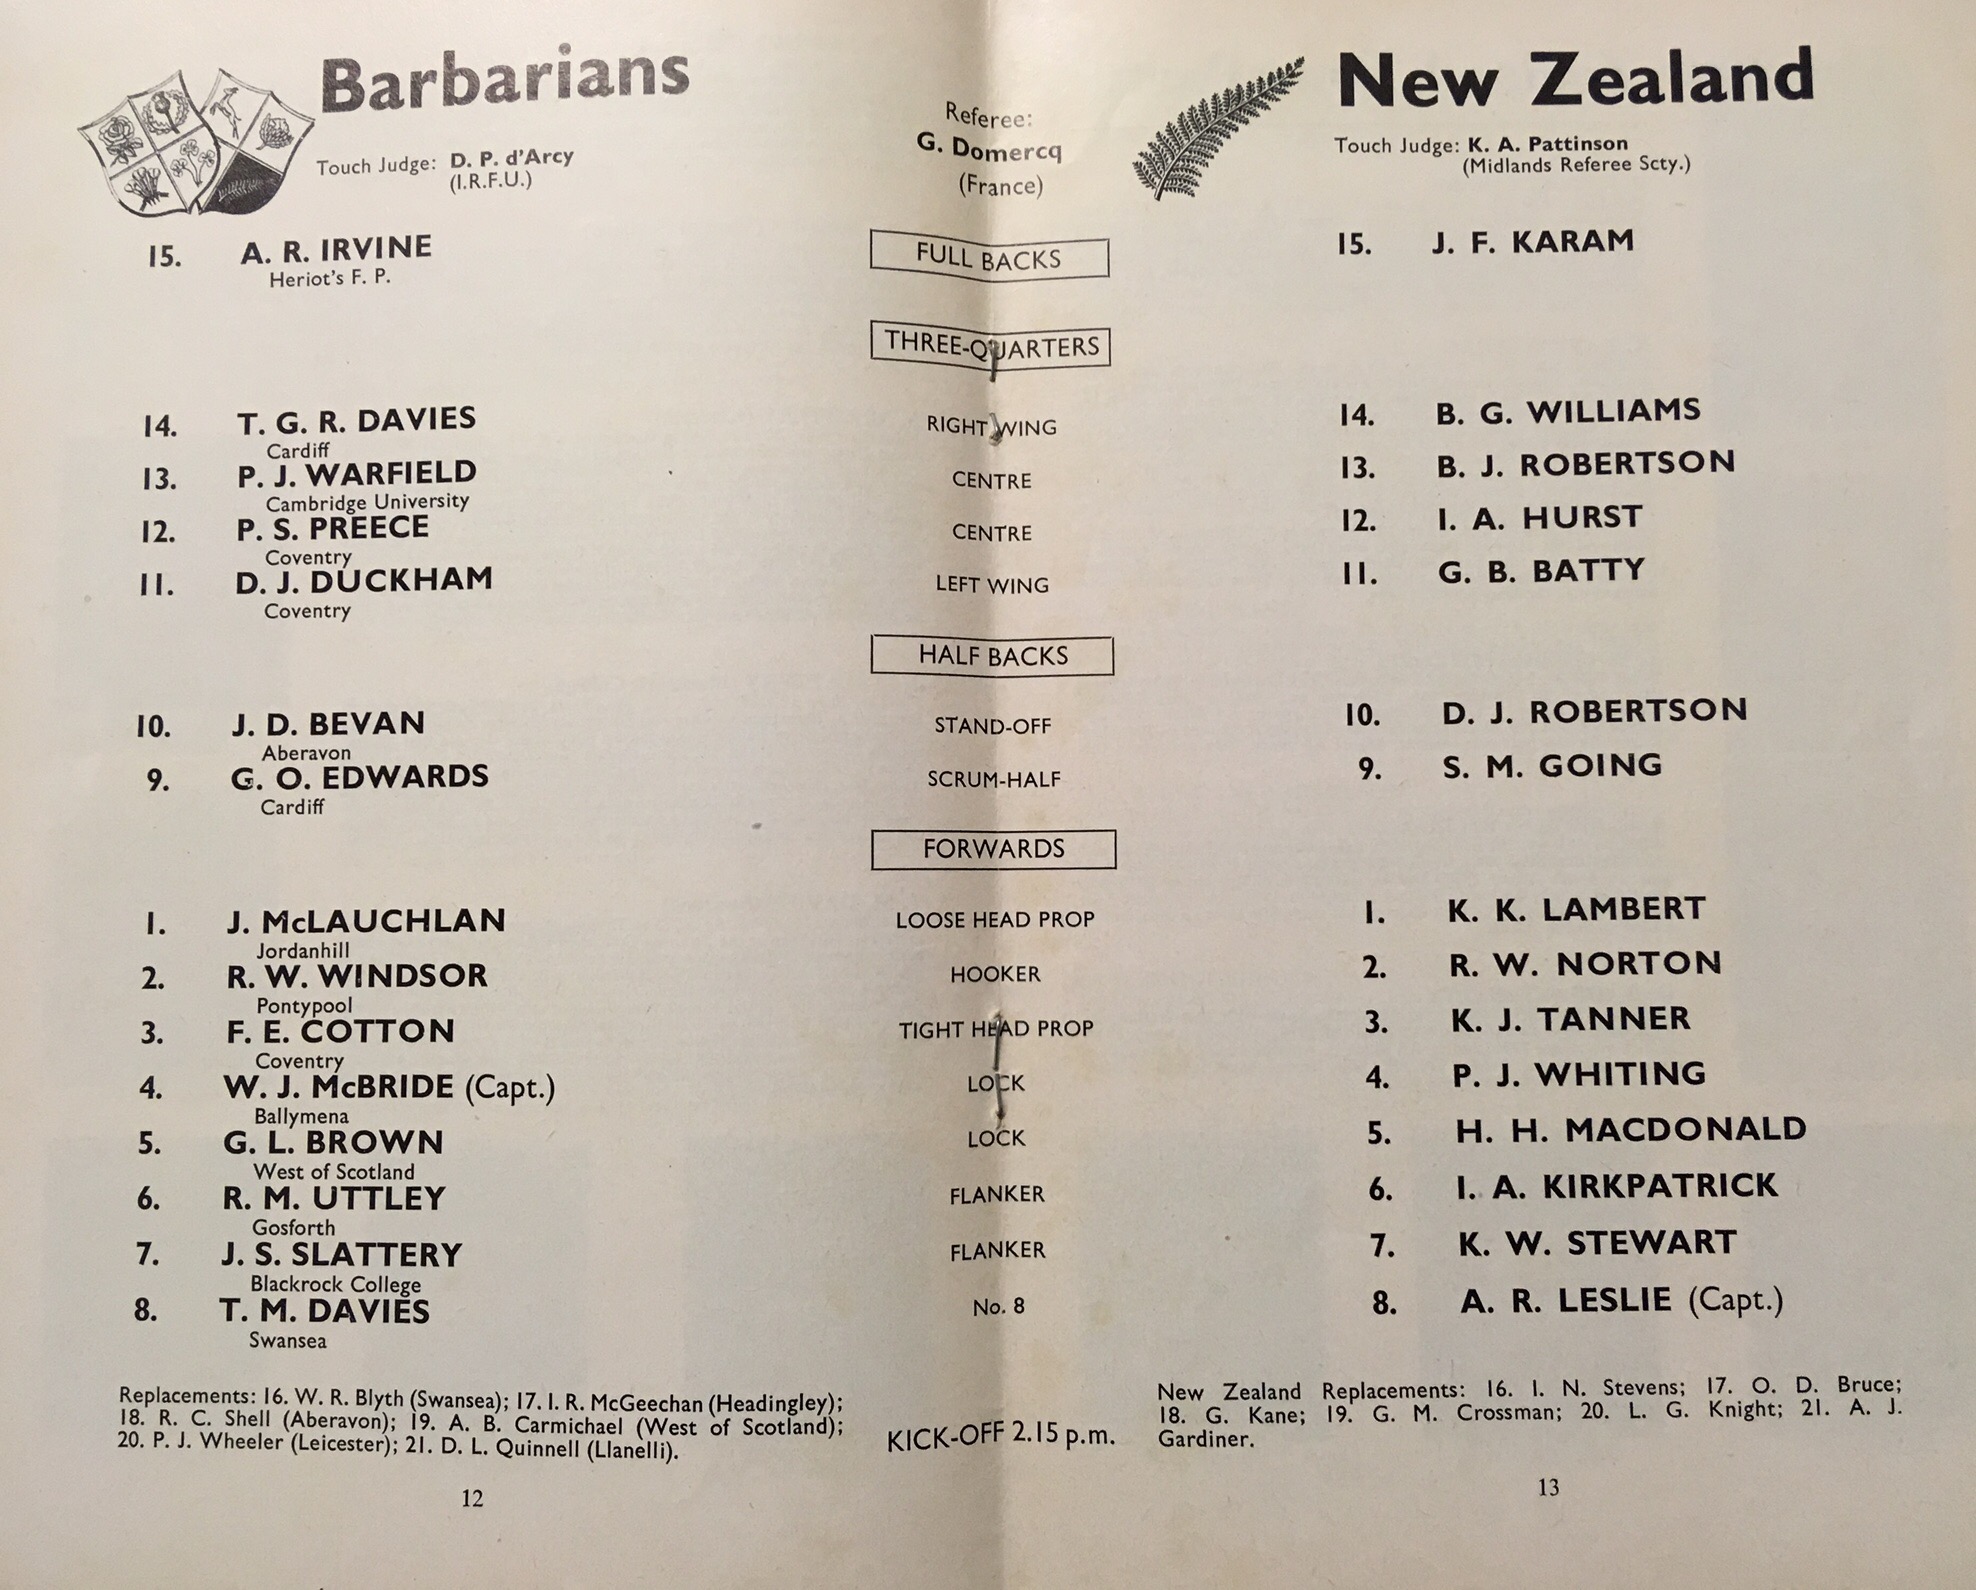 Barbarians
Touch Judge: D. P. d'Arcy
(I.R.F.U.)
Referee:
G. Domercq
(France)
New Zealand
Touch Judge: K. A. Pattinson
(Midlands Referee Scty.)
15. A. R. IRVINE
Heriot's F. P.
FULL BACKS
15. J. F. KARAM
THREE-QUARTERS
14. T. G. R. DAVIES
Cardiff
RIGHT WING
14. B. G. WILLIAMS
13. P. J. WARFIELD
Cambridge University
CENTRE
13. B. J. ROBERTSON
12. P. S. PREECE
Coventry
CENTRE
12. I. A. HURST
11. D. J. DUCKHAM
Coventry
LEFT WING
11. G. B. BATTY
HALF BACKS
10. J. D. BEVAN
Aberavon
STAND-OFF
10. D. J. ROBERTSON
9. G. O. EDWARDS
Cardiff
SCRUM-HALF
9. S. M. GOING
FORWARDS
1. J. McLAUCHLAN
Jordanhill
LOOSE HEAD PROP
1. K. K. LAMBERT
2. R. W. WINDSOR
Pontypool
HOOKER
2. R. W. NORTON
3. F. E. COTTON
Coventry
TIGHT HEAD PROP
3. K. J. TANNER
4. W. J. McBRIDE (Capt.)
Ballymena
LOCK
4. P. J. WHITING
5. G. L. BROWN
West of Scotland
LOCK
5. H. H. MACDONALD
6. R. M. UTTLEY
Gosforth
FLANKER
6. I. A. KIRKPATRICK
7. J. S. SLATTERY
Blackrock College
FLANKER
7. K. W. STEWART
8. T. M. DAVIES
Swansea
No. 8
8. A. R. LESLIE (Capt.)
Replacements: 16. W. R. Blyth (Swansea); 17. I. R. McGeechan (Headingley);
18. R. C. Shell (Aberavon); 19. A. B. Carmichael (West of Scotland);
20. P. J. Wheeler (Leicester); 21. D. L. Quinnell (Llanelli).
KICK-OFF 2.15 p.m.
New Zealand Replacements: 16. I. N. Stevens; 17. O. D. Bruce;
18. G. Kane; 19. G. M. Crossman; 20. L. G. Knight; 21. A. J.
Gardiner.
12
13